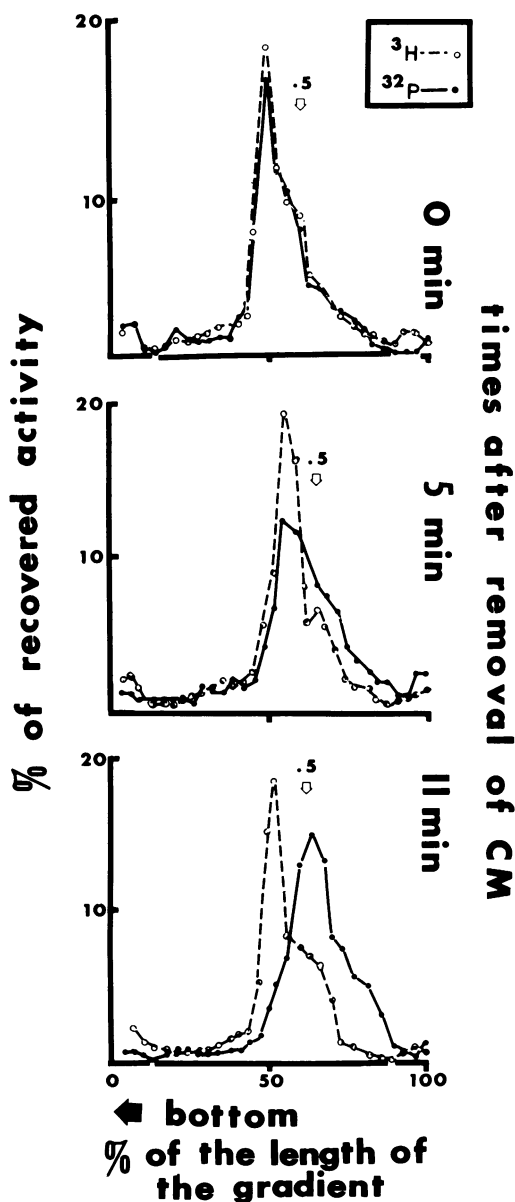 20
³H
³²P
.5
10
0 min
20
.5
10
5 min
20
.5
10
11 min
0
50
100
% of recovered activity
times after removal of CM
bottom
% of the length of
the gradient